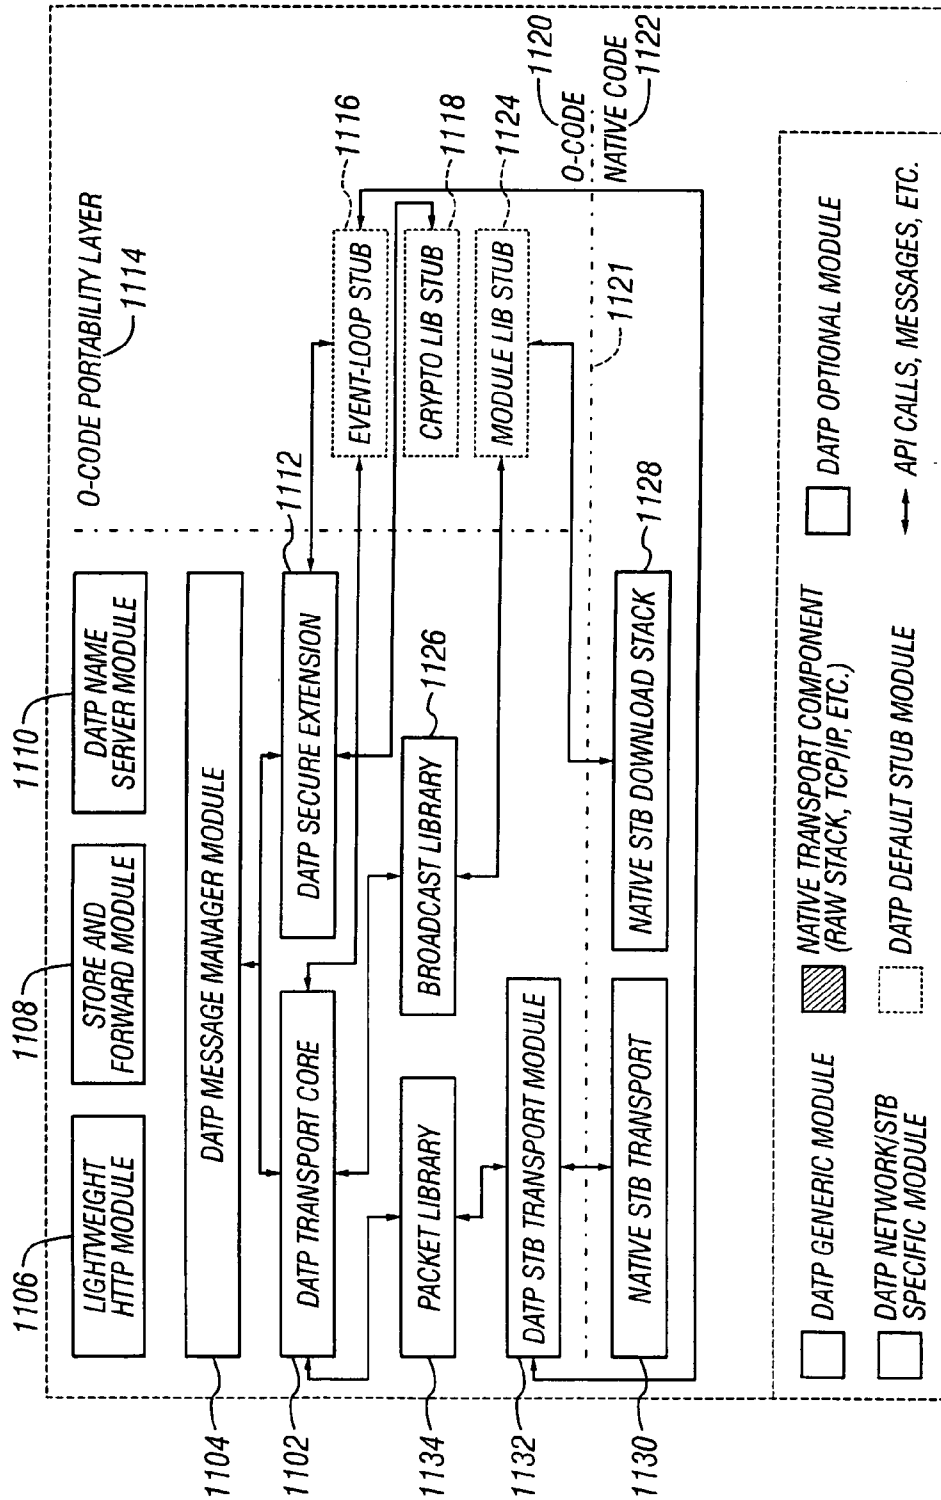 1106
LIGHTWEIGHT
HTTP MODULE
1108
STORE AND
FORWARD MODULE
1110
DATP NAME
SERVER MODULE
O-CODE PORTABILITY LAYER
1114
1104
DATP MESSAGE MANAGER MODULE
1102
DATP TRANSPORT CORE
DATP SECURE EXTENSION
1112
EVENT-LOOP STUB
1116
CRYPTO LIB STUB
1118
MODULE LIB STUB
1124
1134
PACKET LIBRARY
BROADCAST LIBRARY
1126
1132
DATP STB TRANSPORT MODULE
O-CODE
1120
NATIVE CODE
1122
1121
1130
NATIVE STB TRANSPORT
NATIVE STB DOWNLOAD STACK
1128
DATP GENERIC MODULE
NATIVE TRANSPORT COMPONENT
(RAW STACK, TCP/IP, ETC.)
DATP OPTIONAL MODULE
DATP NETWORK/STB
SPECIFIC MODULE
DATP DEFAULT STUB MODULE
API CALLS, MESSAGES, ETC.